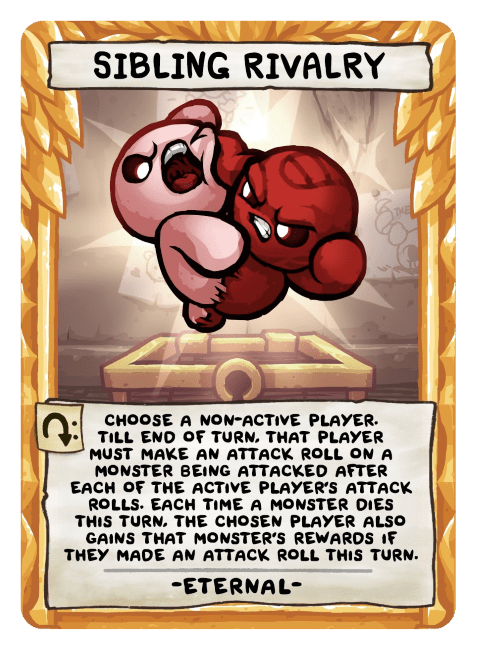 SIBLING RIVALRY
CHOOSE A NON-ACTIVE PLAYER.
TILL END OF TURN, THAT PLAYER
MUST MAKE AN ATTACK ROLL ON A
MONSTER BEING ATTACKED AFTER
EACH OF THE ACTIVE PLAYER'S ATTACK
ROLLS. EACH TIME A MONSTER DIES
THIS TURN, THE CHOSEN PLAYER ALSO
GAINS THAT MONSTER'S REWARDS IF
THEY MADE AN ATTACK ROLL THIS TURN.
-ETERNAL-